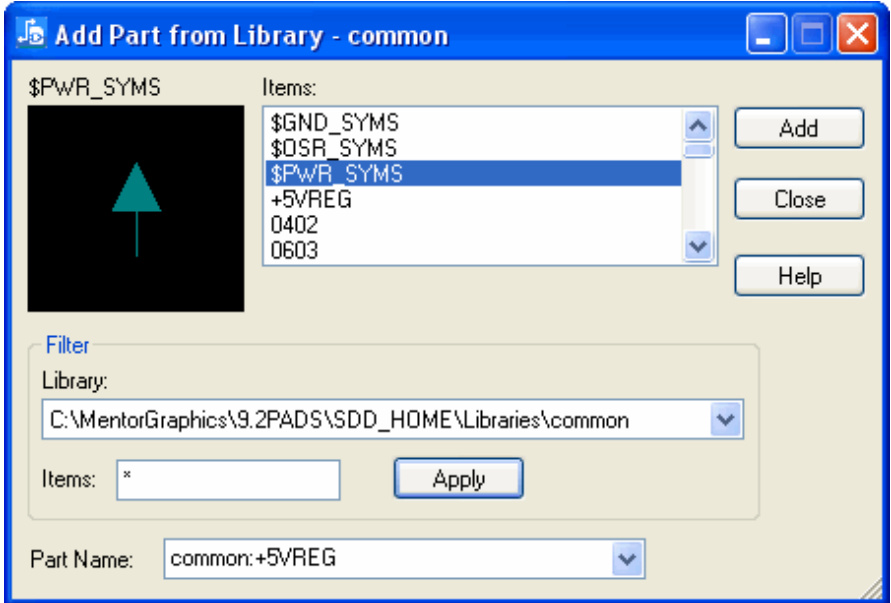 Add Part from Library - common
$PWR_SYMS
Items:
$GND_SYMS
$OSR_SYMS
$PWR_SYMS
+5VREG
0402
0603
Add
Close
Help
Filter
Library:
C:\MentorGraphics\9.2PADS\SDD_HOME\Libraries\common
Items: *
Apply
Part Name: common:+5VREG